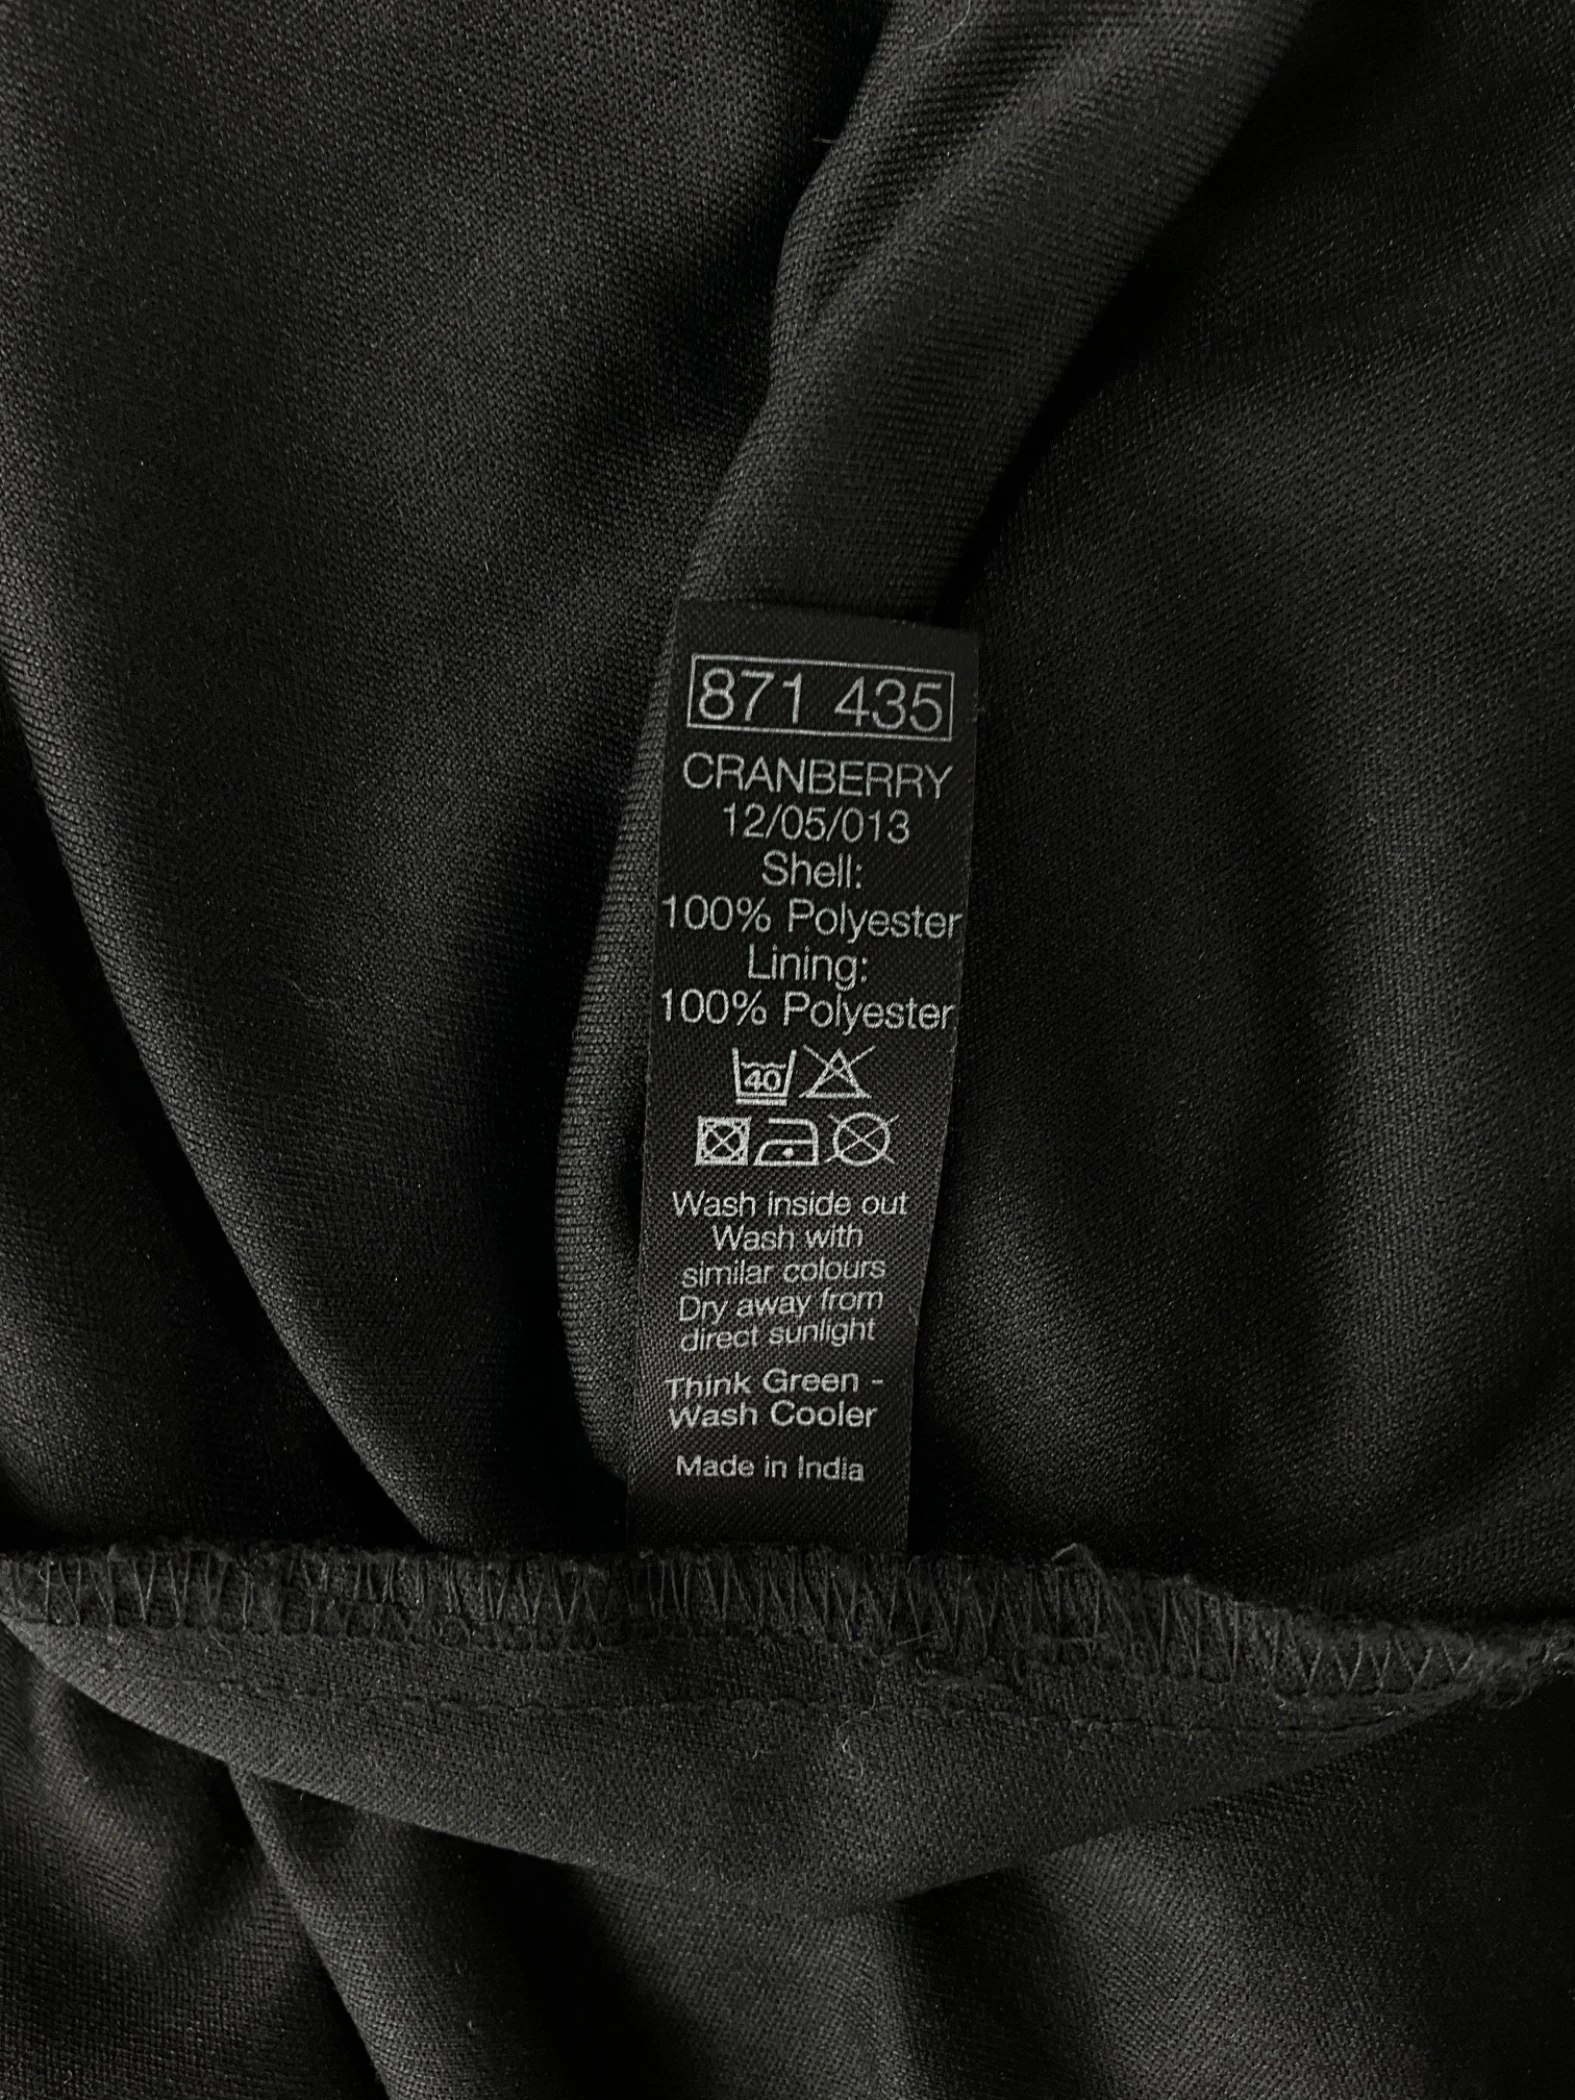 871 435
CRANBERRY
12/05/013
Shell:
100% Polyester
Lining:
100% Polyester
40
Wash inside out
Wash with
similar colours
Dry away from
direct sunlight
Think Green -
Wash Cooler
Made in India